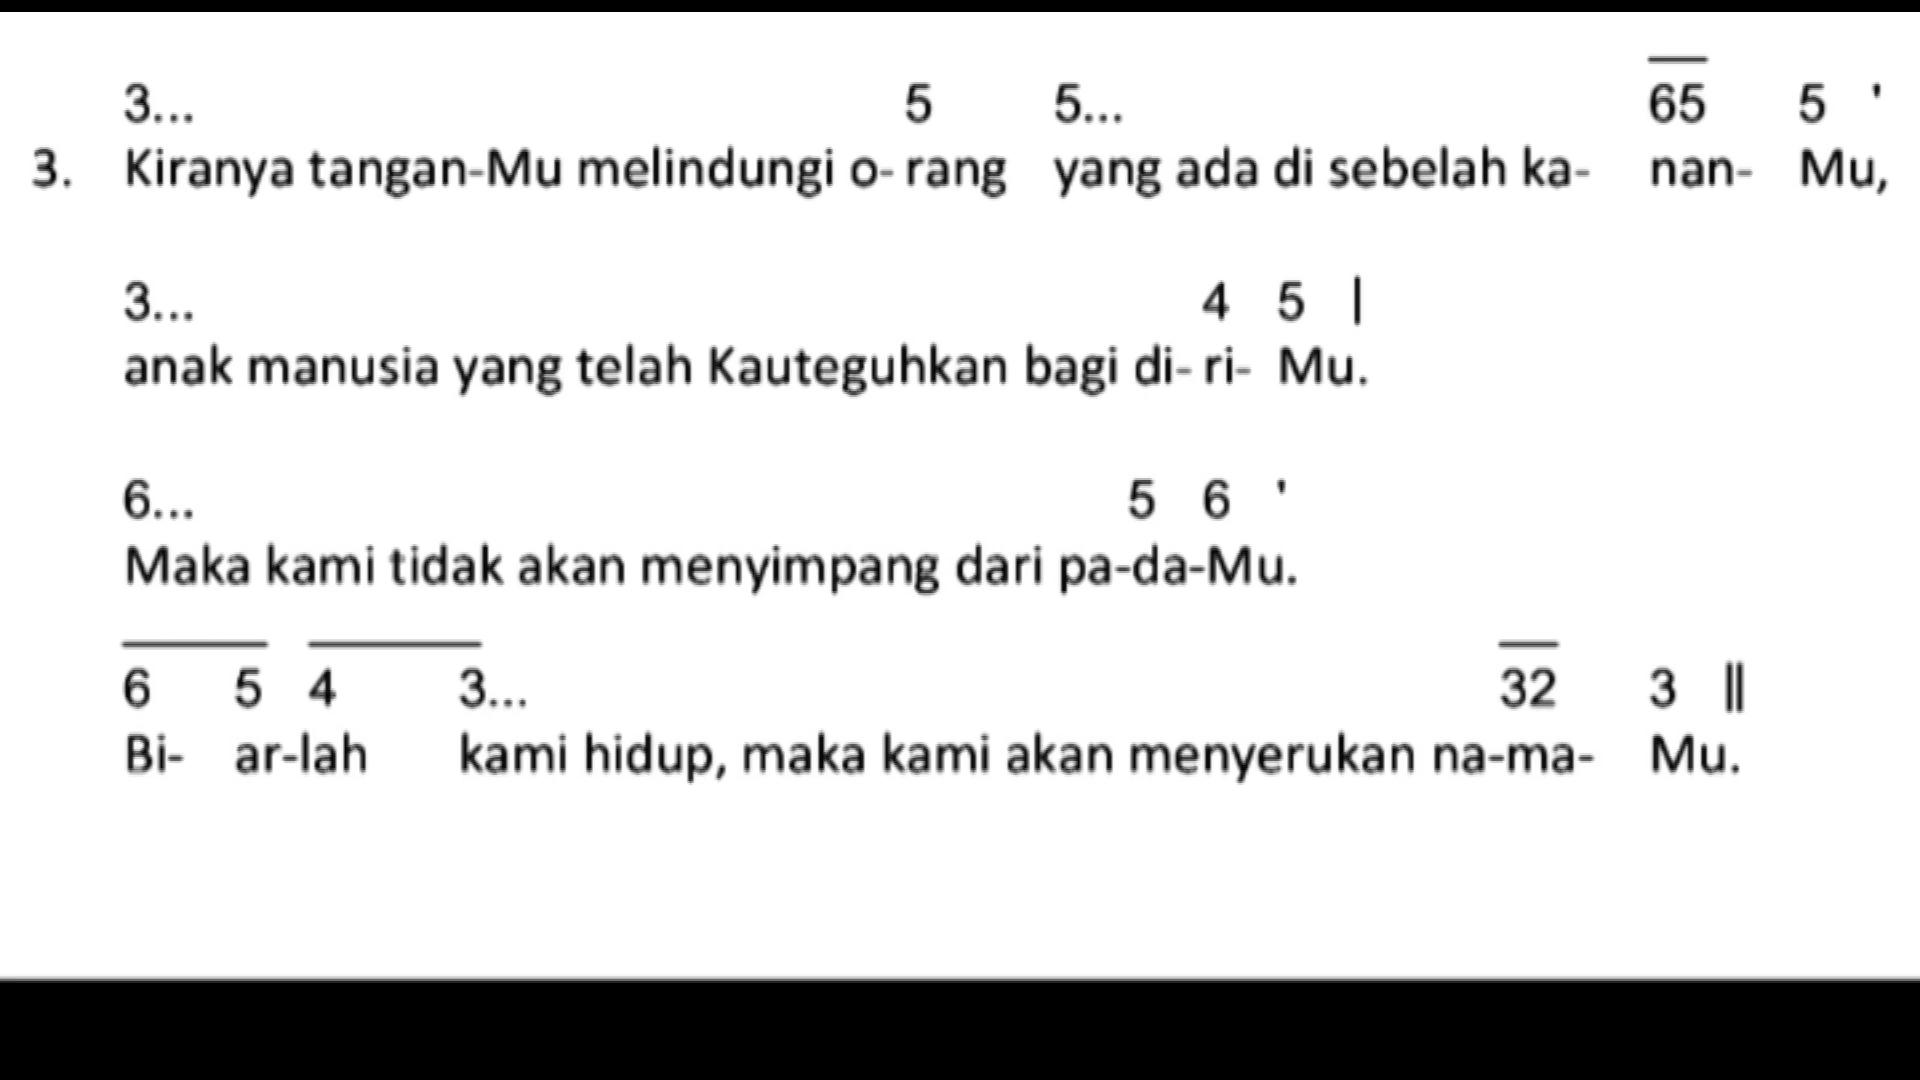 3... 5 5... 65 5 '
3. Kiranya tangan-Mu melindungi o- rang yang ada di sebelah ka- nan- Mu,
3... 4 5 |
anak manusia yang telah Kauteguhkan bagi di- ri- Mu.
6... 5 6 '
Maka kami tidak akan menyimpang dari pa-da-Mu.
6 5 4 3... 32 3 ||
Bi- ar-lah kami hidup, maka kami akan menyerukan na-ma- Mu.